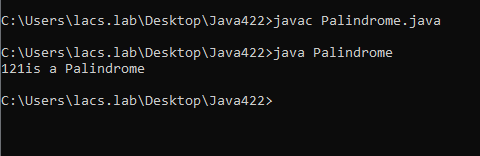 C:\Users\lacs.lab\Desktop\Java422>javac Palindrome.java
C:\Users\lacs.lab\Desktop\Java422>java Palindrome
121is a Palindrome
C:\Users\lacs.lab\Desktop\Java422>